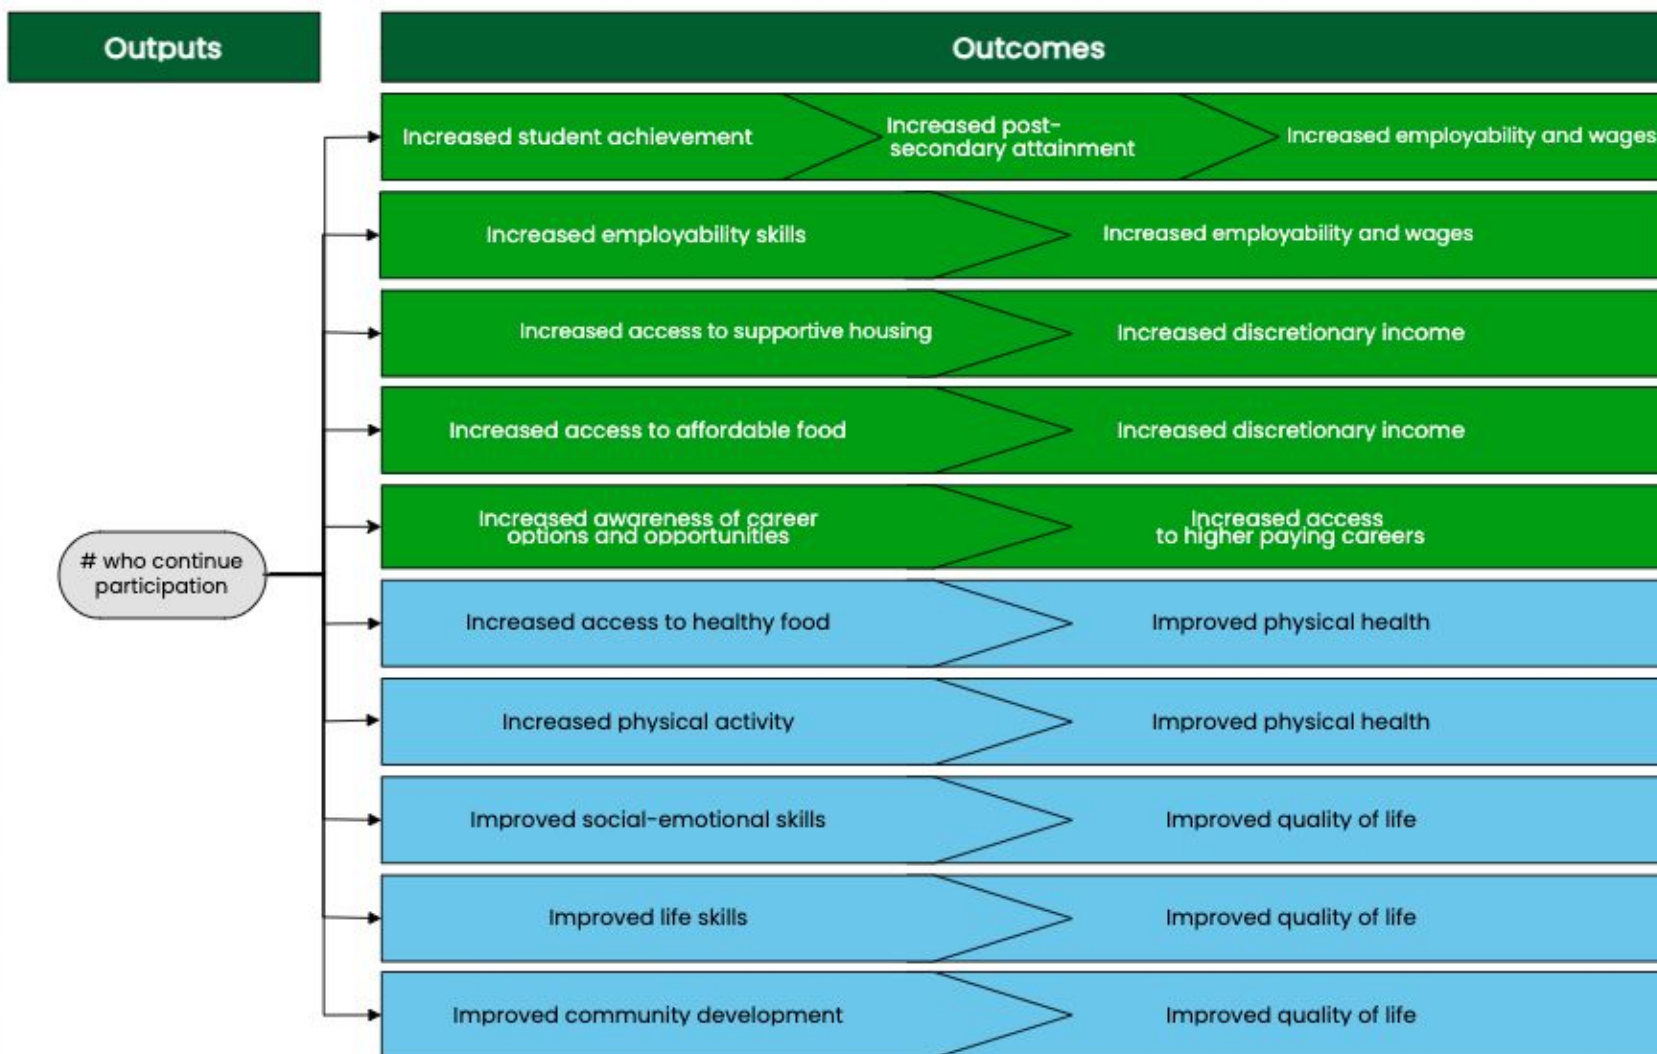 Outputs
Outcomes
Increased student achievement
Increased post-
secondary attainment
Increased employability and wages
Increased employability skills
Increased employability and wages
Increased access to supportive housing
Increased discretionary income
Increased access to affordable food
Increased discretionary income
Increased awareness of career
options and opportunities
Increased access
to higher paying careers
# who continue
participation
Increased access to healthy food
Improved physical health
Increased physical activity
Improved physical health
Improved social-emotional skills
Improved quality of life
Improved life skills
Improved quality of life
Improved community development
Improved quality of life